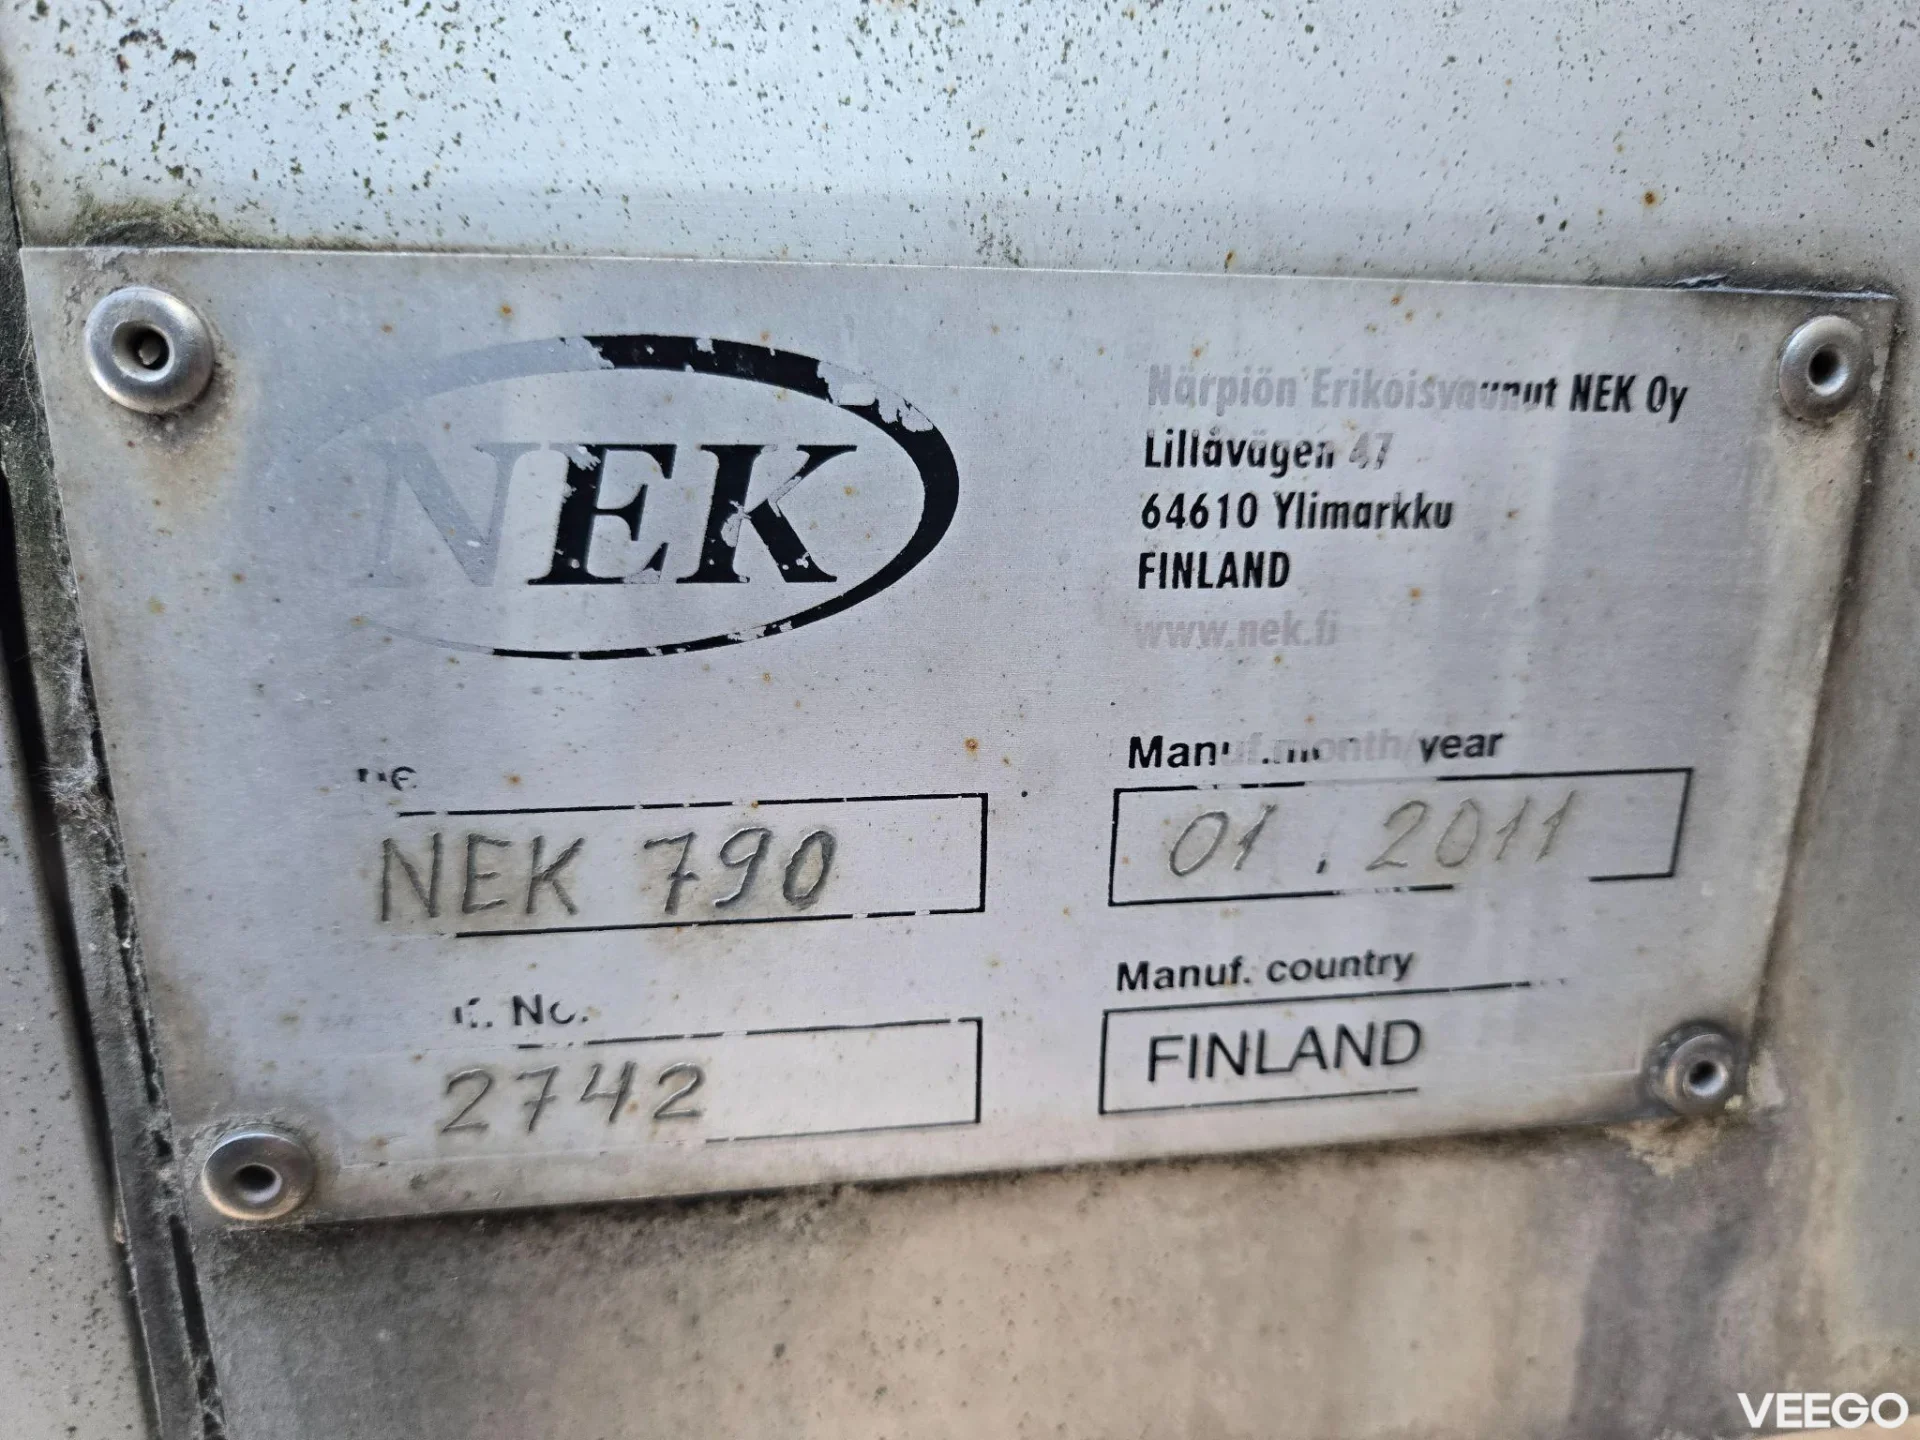 NEK
Närpiön Erikoisvaunut NEK Oy
Lillåvägen 47
64610 Ylimarkku
FINLAND
www.nek.fi
Manuf.month/year
NEK 790
01.2011
No.
Manuf. country
2742
FINLAND
VEEGO